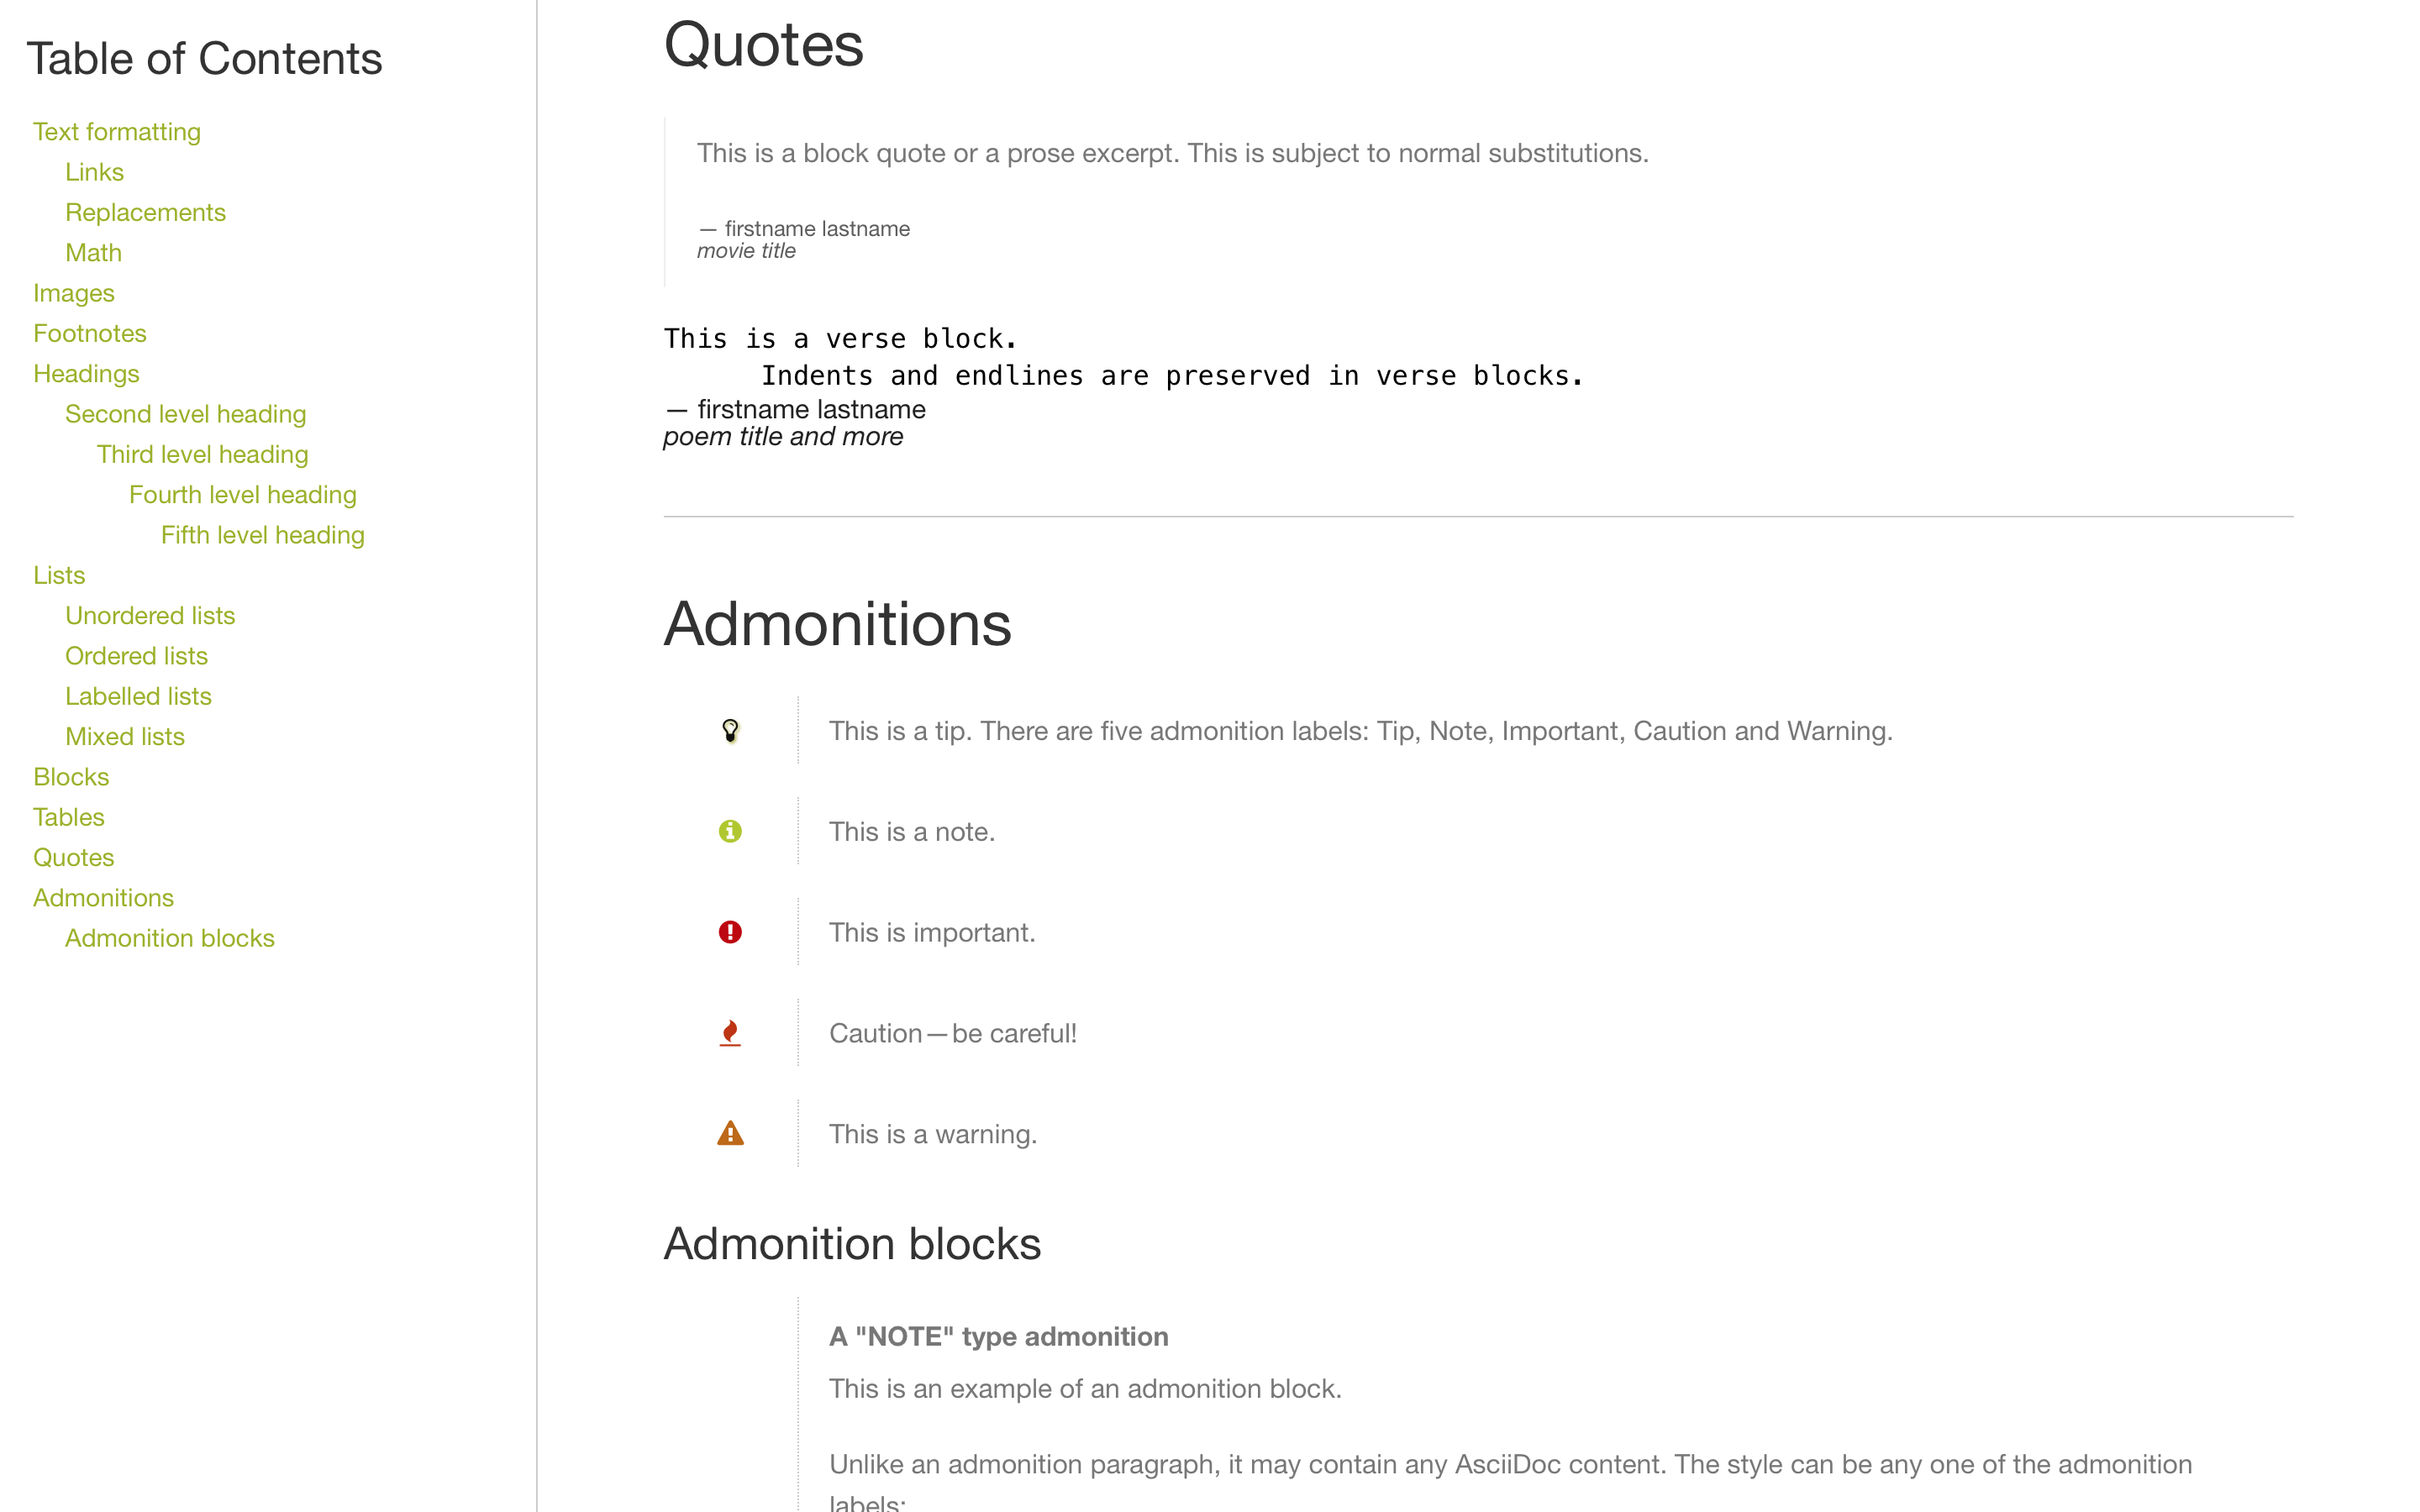 Table of Contents
Text formatting
Links
Replacements
Math
Images
Footnotes
Headings
Second level heading
Third level heading
Fourth level heading
Fifth level heading
Lists
Unordered lists
Ordered lists
Labelled lists
Mixed lists
Blocks
Tables
Quotes
Admonitions
Admonition blocks
Quotes
This is a block quote or a prose excerpt. This is subject to normal substitutions.
— firstname lastname
movie title
This is a verse block.
      Indents and endlines are preserved in verse blocks.
— firstname lastname
poem title and more
Admonitions
This is a tip. There are five admonition labels: Tip, Note, Important, Caution and Warning.
This is a note.
This is important.
Caution — be careful!
This is a warning.
Admonition blocks
A "NOTE" type admonition
This is an example of an admonition block.
Unlike an admonition paragraph, it may contain any AsciiDoc content. The style can be any one of the admonition
labels: